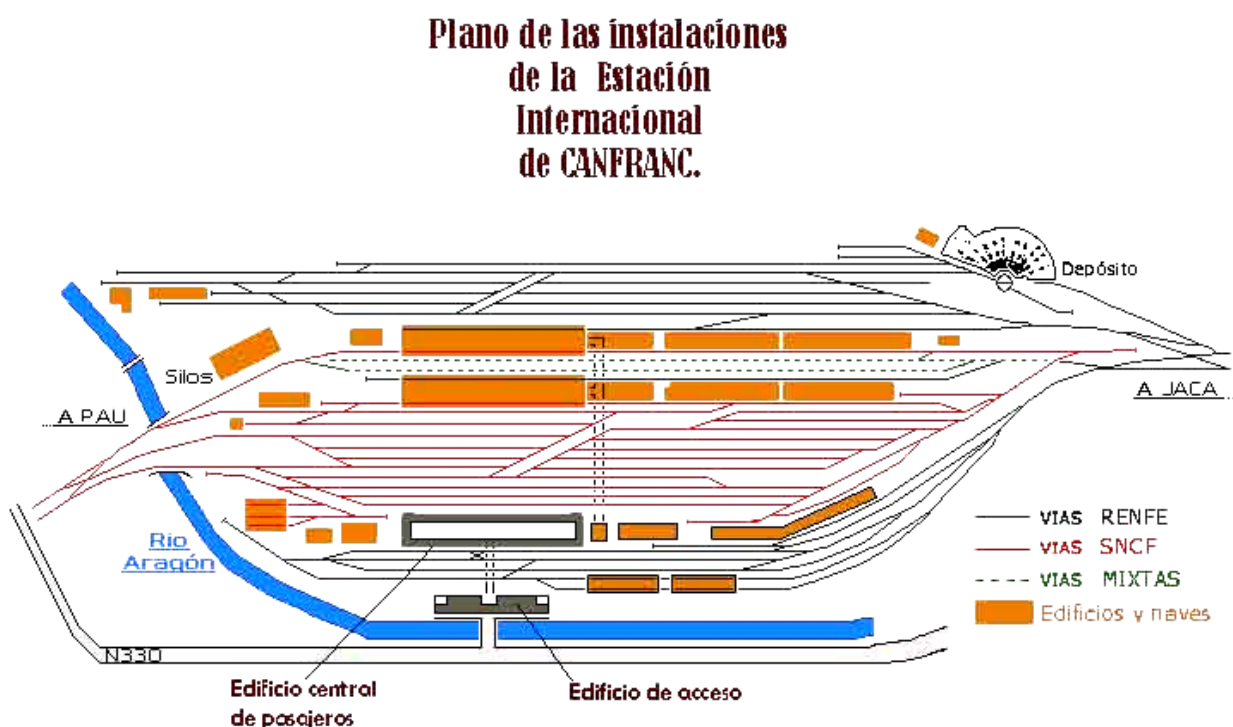 Plano de las instalaciones
de la Estación
Internacional
de CANFRANC.
Depósito
Silos
A PAU
A JACA
Río
Aragón
VIAS RENFE
VIAS SNCF
VIAS MIXTAS
Edificios y naves
N330
Edificio central
de pasajeros
Edificio de acceso